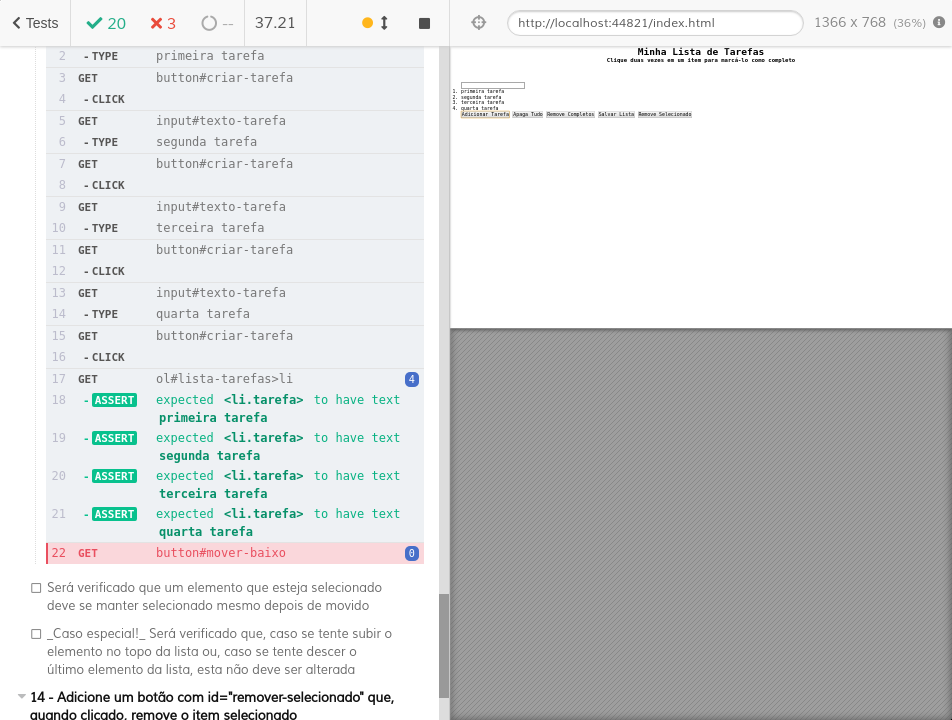 Tests 20 3 -- 37.21 http://localhost:44821/index.html 1366 x 768 (36%)
2 - TYPE primeira tarefa
3 GET button#criar-tarefa
4 - CLICK
5 GET input#texto-tarefa
6 - TYPE segunda tarefa
7 GET button#criar-tarefa
8 - CLICK
9 GET input#texto-tarefa
10 - TYPE terceira tarefa
11 GET button#criar-tarefa
12 - CLICK
13 GET input#texto-tarefa
14 - TYPE quarta tarefa
15 GET button#criar-tarefa
16 - CLICK
17 GET ol#lista-tarefas>li 4
18 - ASSERT expected <li.tarefa> to have text
primeira tarefa
19 - ASSERT expected <li.tarefa> to have text
segunda tarefa
20 - ASSERT expected <li.tarefa> to have text
terceira tarefa
21 - ASSERT expected <li.tarefa> to have text
quarta tarefa
22 GET button#mover-baixo 0
Será verificado que um elemento que esteja selecionado
deve se manter selecionado mesmo depois de movido
_Caso especial!_ Será verificado que, caso se tente subir o
elemento no topo da lista ou, caso se tente descer o
último elemento da lista, esta não deve ser alterada
14 - Adicione um botão com id="remover-selecionado" que,
quando clicado, remove o item selecionado
Minha Lista de Tarefas
Clique duas vezes em um item para marcá-lo como completo
1. primeira tarefa
2. segunda tarefa
3. terceira tarefa
4. quarta tarefa
Adicionar Tarefa Apaga Tudo Remove Completos Salvar Lista Remove Selecionado